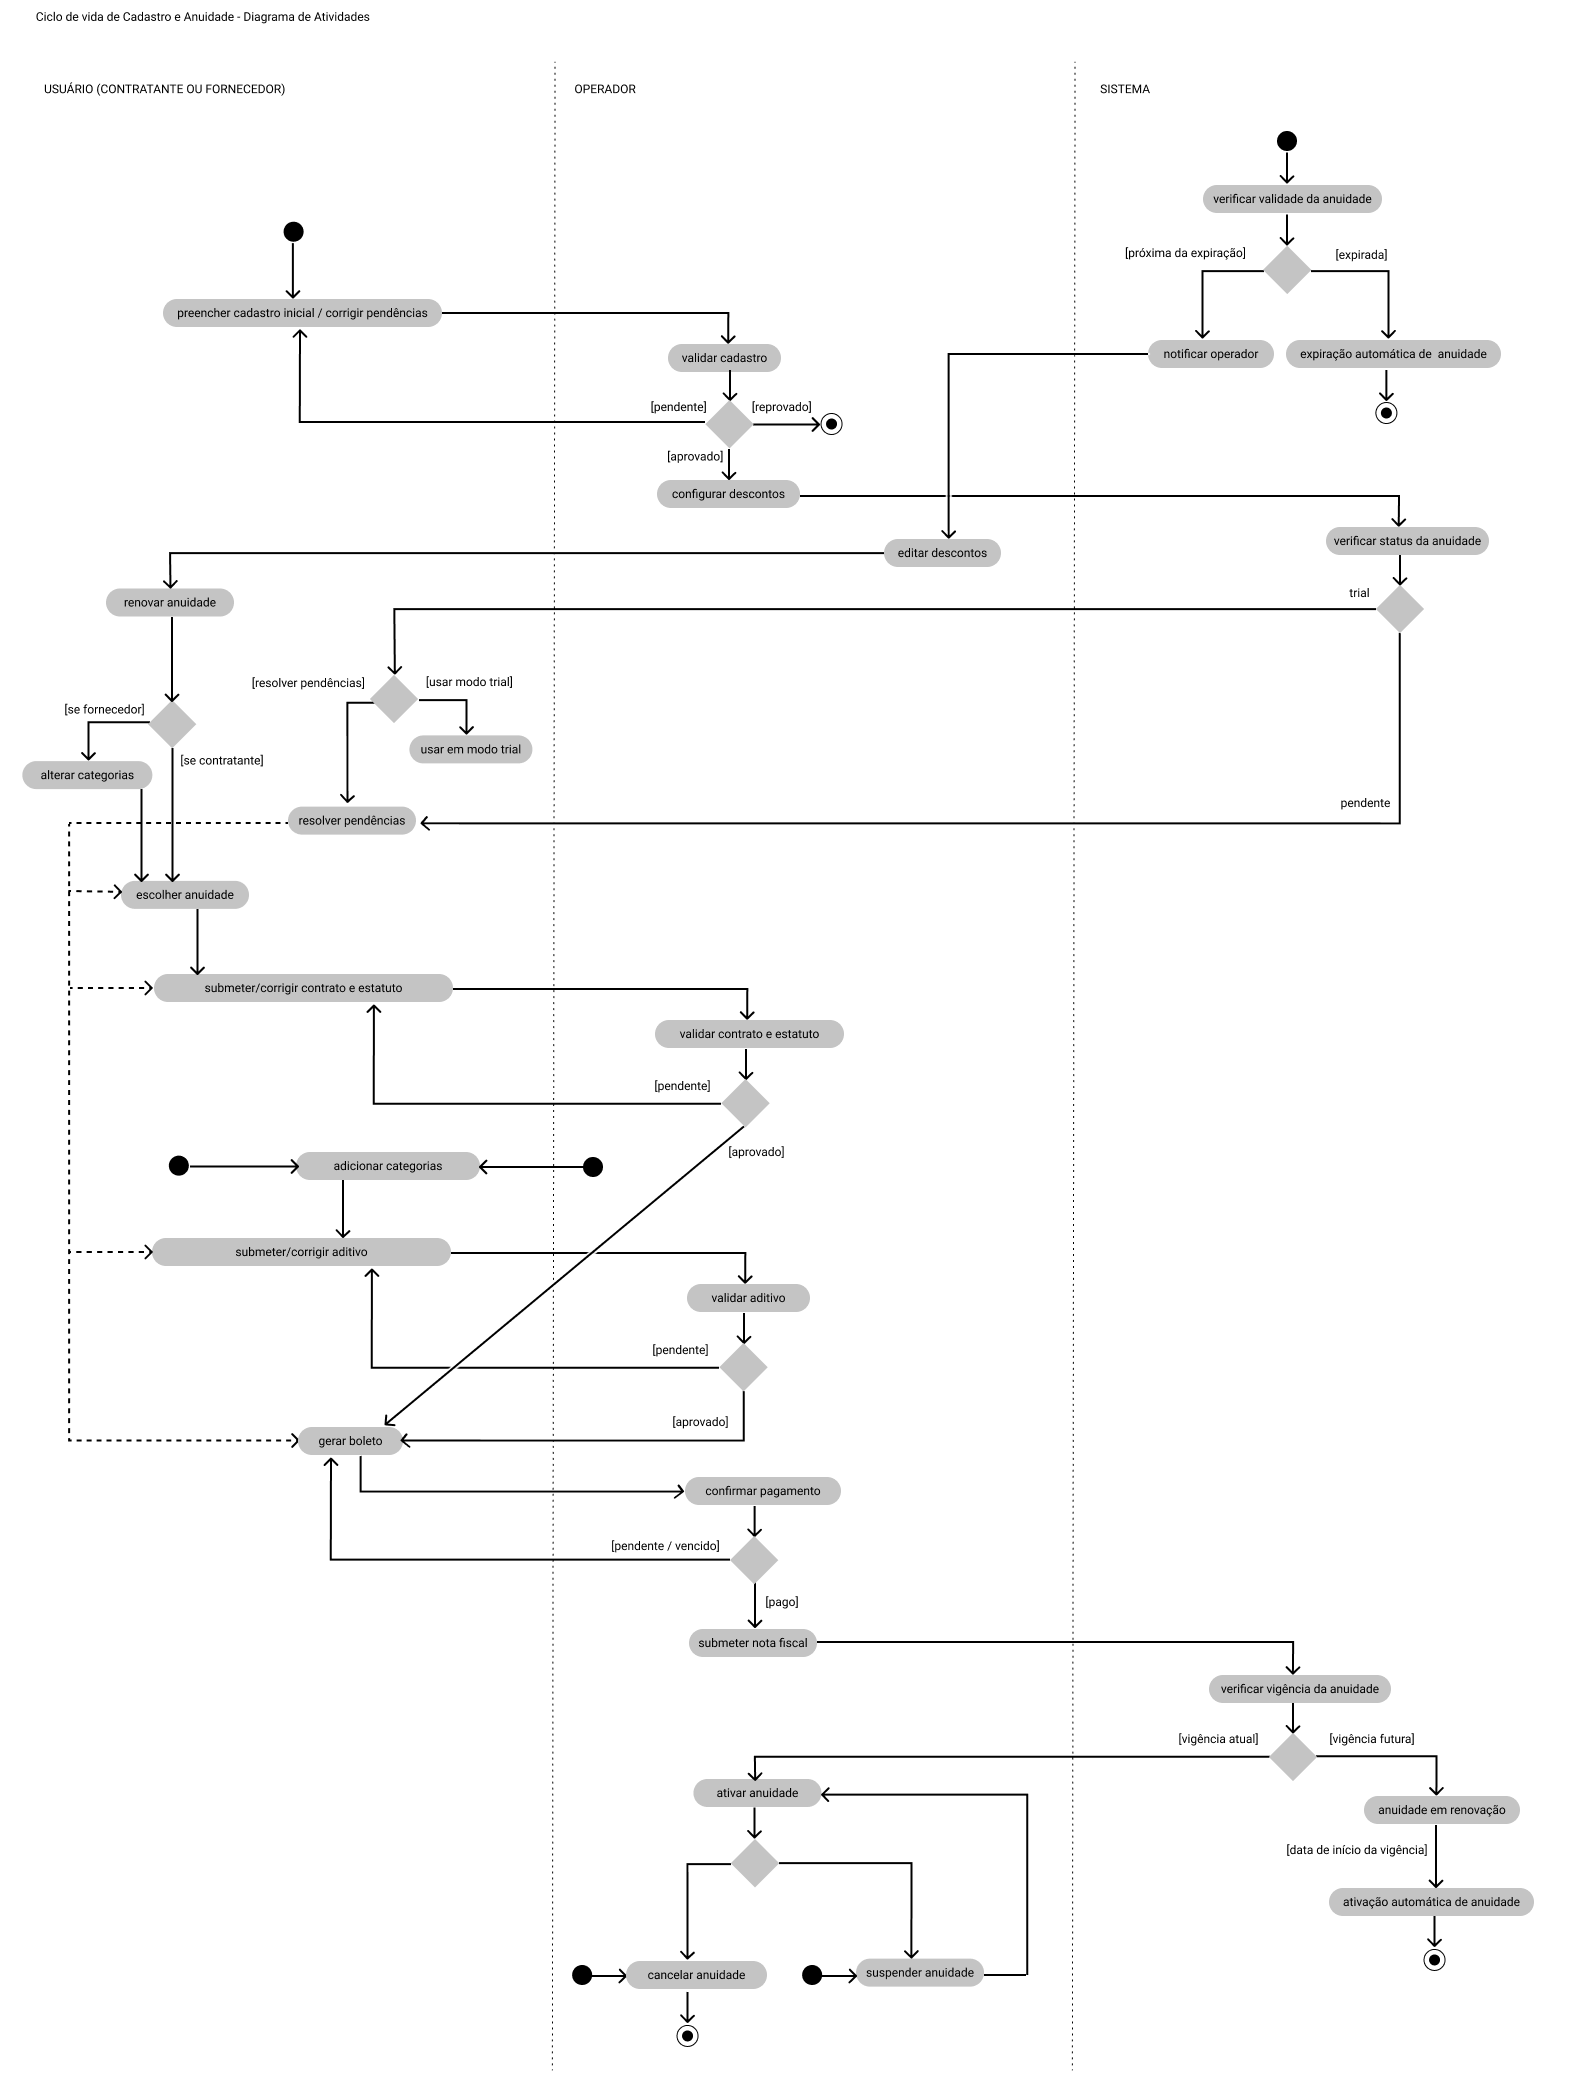 Ciclo de vida de Cadastro e Anuidade - Diagrama de Atividades
USUÁRIO (CONTRATANTE OU FORNECEDOR)
OPERADOR
SISTEMA
verificar validade da anuidade
[próxima da expiração]
[expirada]
preencher cadastro inicial / corrigir pendências
validar cadastro
notificar operador
expiração automática de anuidade
[pendente]
[reprovado]
[aprovado]
configurar descontos
verificar status da anuidade
editar descontos
renovar anuidade
trial
[resolver pendências]
[usar modo trial]
[se fornecedor]
usar em modo trial
[se contratante]
alterar categorias
pendente
resolver pendências
escolher anuidade
submeter/corrigir contrato e estatuto
validar contrato e estatuto
[pendente]
[aprovado]
adicionar categorias
submeter/corrigir aditivo
validar aditivo
[pendente]
[aprovado]
gerar boleto
confirmar pagamento
[pendente / vencido]
[pago]
submeter nota fiscal
verificar vigência da anuidade
[vigência atual]
[vigência futura]
ativar anuidade
anuidade em renovação
[data de início da vigência]
ativação automática de anuidade
cancelar anuidade
suspender anuidade